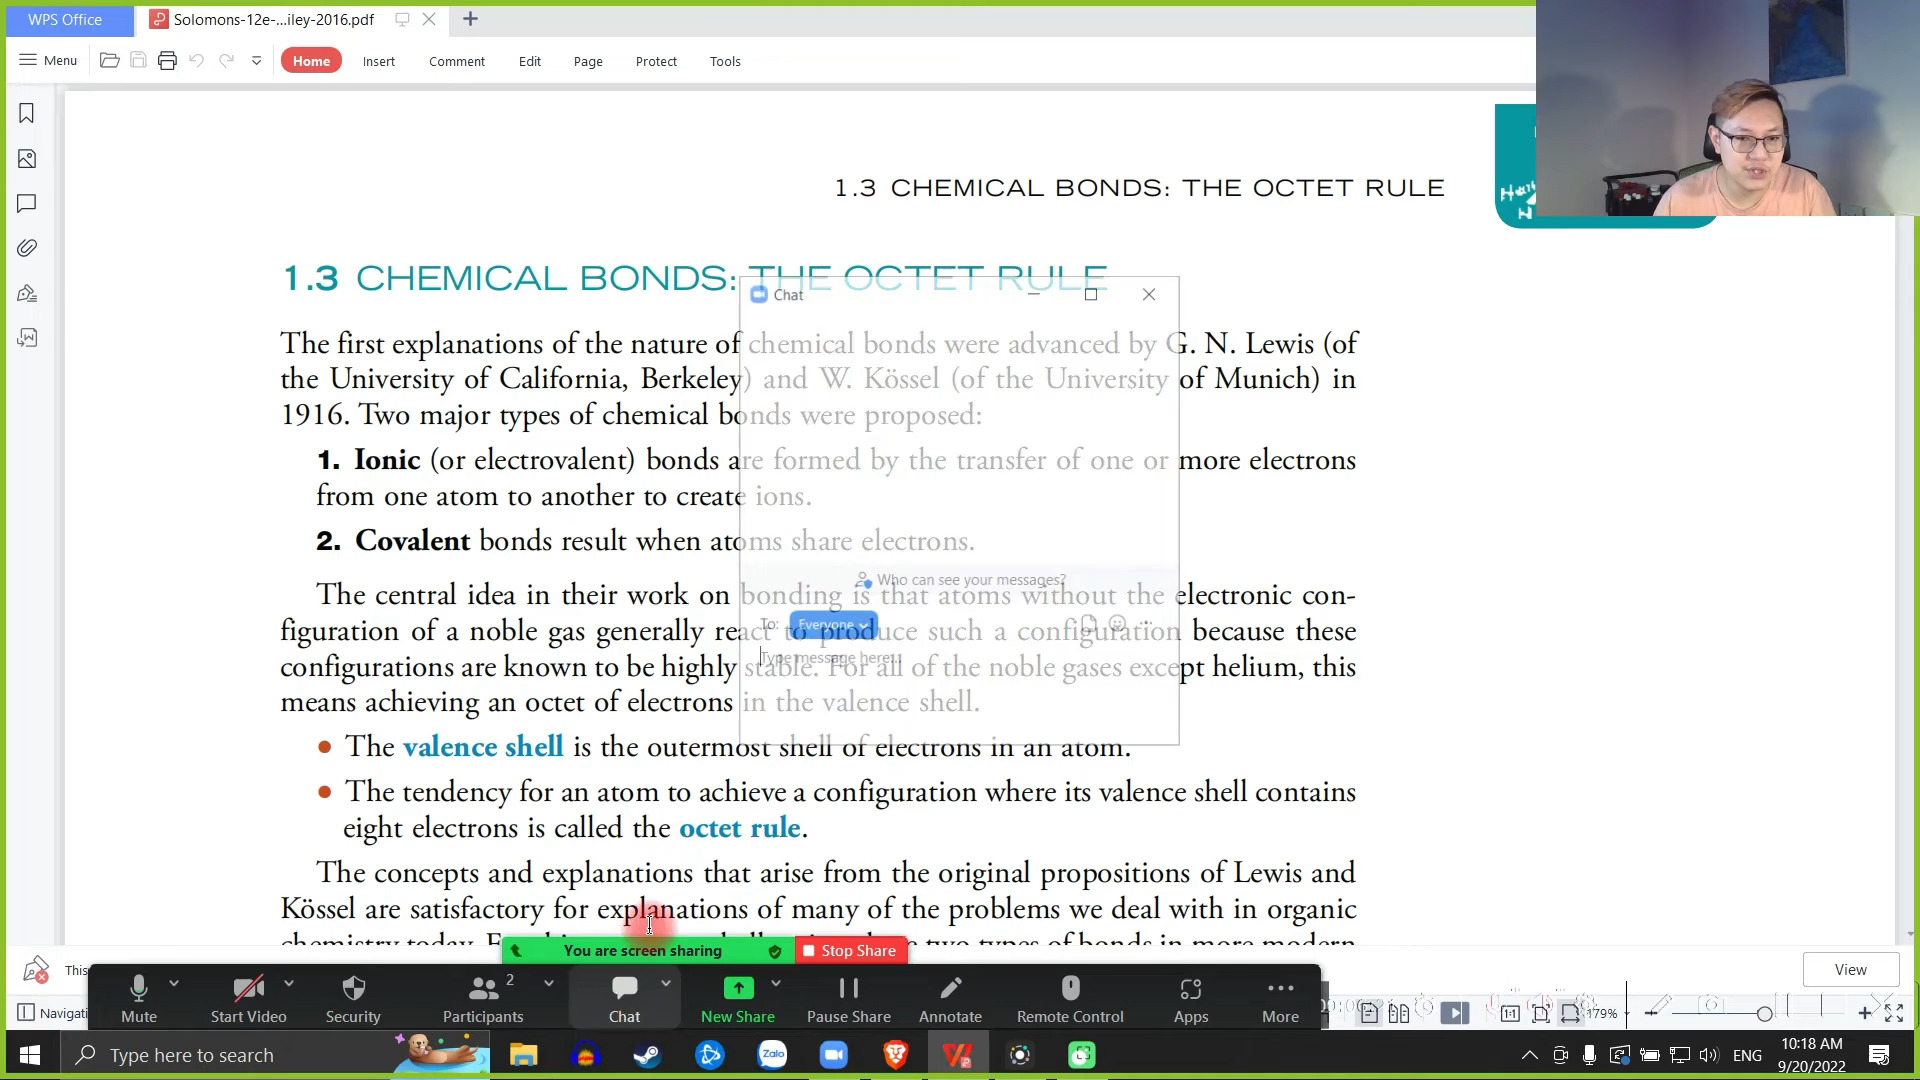 WPS Office
Solomons-12e-...iley-2016.pdf
Menu
Home
Insert
Comment
Edit
Page
Protect
Tools
1.3 CHEMICAL BONDS: THE OCTET RULE
1.3 CHEMICAL BONDS: THE OCTET RULE
Chat
The first explanations of the nature of chemical bonds were advanced by G. N. Lewis (of
the University of California, Berkeley) and W. Kössel (of the University of Munich) in
1916. Two major types of chemical bonds were proposed:
1. Ionic (or electrovalent) bonds are formed by the transfer of one or more electrons
from one atom to another to create ions.
2. Covalent bonds result when atoms share electrons.
Who can see your messages?
The central idea in their work on bonding is that atoms without the electronic con-
To: Everyone
figuration of a noble gas generally react to produce such a configuration because these
Type message here...
configurations are known to be highly stable. For all of the noble gases except helium, this
means achieving an octet of electrons in the valence shell.
• The valence shell is the outermost shell of electrons in an atom.
• The tendency for an atom to achieve a configuration where its valence shell contains
eight electrons is called the octet rule.
The concepts and explanations that arise from the original propositions of Lewis and
Kössel are satisfactory for explanations of many of the problems we deal with in organic
You are screen sharing
Stop Share
This
View
Navigati
Mute
Start Video
Security
Participants
2
Chat
New Share
Pause Share
Annotate
Remote Control
Apps
More
1:1
179%
Type here to search
Zalo
ENG
10:18 AM
9/20/2022